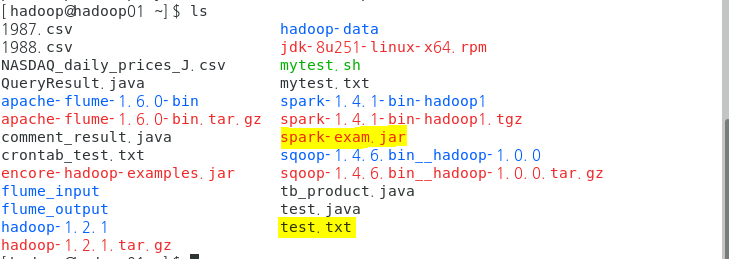 [hadoop@hadoop01 ~]$ ls
1987.csv hadoop-data
1988.csv jdk-8u251-linux-x64.rpm
NASDAQ_daily_prices_J.csv mytest.sh
QueryResult.java mytest.txt
apache-flume-1.6.0-bin spark-1.4.1-bin-hadoop1
apache-flume-1.6.0-bin.tar.gz spark-1.4.1-bin-hadoop1.tgz
comment_result.java spark-exam.jar
crontab_test.txt sqoop-1.4.6.bin__hadoop-1.0.0
encore-hadoop-examples.jar sqoop-1.4.6.bin__hadoop-1.0.0.tar.gz
flume_input tb_product.java
flume_output test.java
hadoop-1.2.1 test.txt
hadoop-1.2.1.tar.gz
[hadoop@hadoop01 ~]$